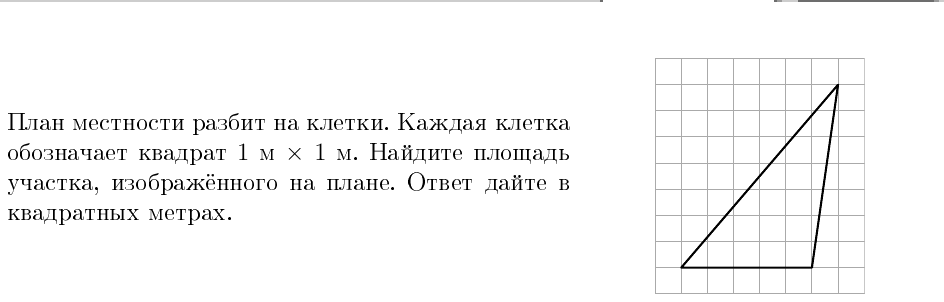 План местности разбит на клетки. Каждая клетка
обозначает квадрат 1 м × 1 м. Найдите площадь
участка, изображённого на плане. Ответ дайте в
квадратных метрах.